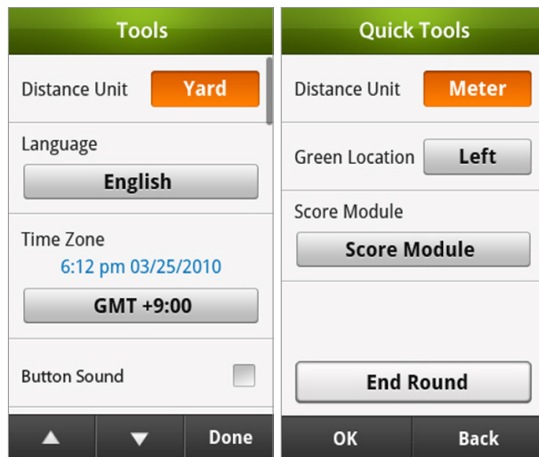 Tools
Distance Unit Yard
Language
English
Time Zone
6:12 pm 03/25/2010
GMT +9:00
Button Sound
Done
Quick Tools
Distance Unit Meter
Green Location Left
Score Module
Score Module
End Round
OK Back